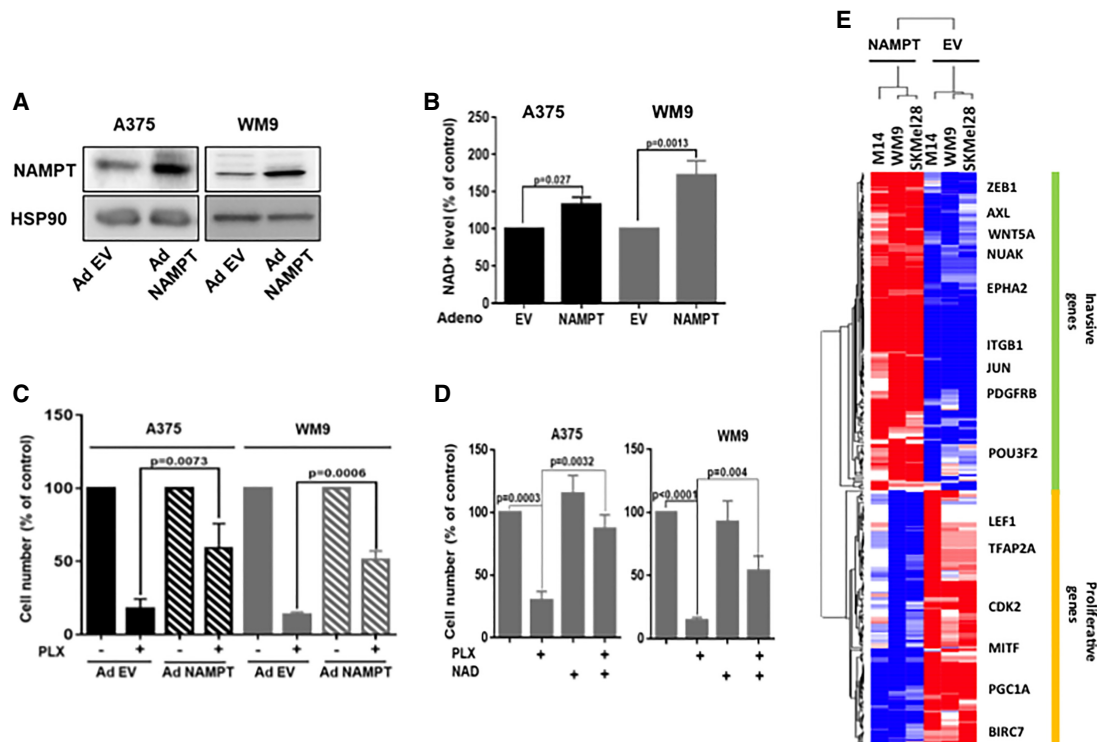 A
A375
WM9
NAMPT
HSP90
Ad EV
Ad
NAMPT
Ad EV
Ad
NAMPT
B
A375
WM9
NAD+ level (% of control)
250
200
150
100
50
0
p=0.027
p=0.0013
Adeno
EV
NAMPT
EV
NAMPT
C
Cell number (% of control)
150
100
50
0
A375
WM9
p=0.0073
p=0.0006
PLX
- + - + - + - +
Ad EV
Ad NAMPT
Ad EV
Ad NAMPT
D
A375
Cell number (% of control)
150
100
50
0
p=0.0003
p=0.0032
WM9
150
100
50
0
p<0.0001
p=0.004
PLX + + + +
NAD + + + +
E
NAMPT
EV
M14
WM9
SKMel28
M14
WM9
SKMel28
ZEB1
AXL
WNT5A
NUAK
EPHA2
ITGB1
JUN
PDGFRB
POU3F2
LEF1
TFAP2A
CDK2
MITF
PGC1A
BIRC7
Inavsive
genes
Proliferative
genes